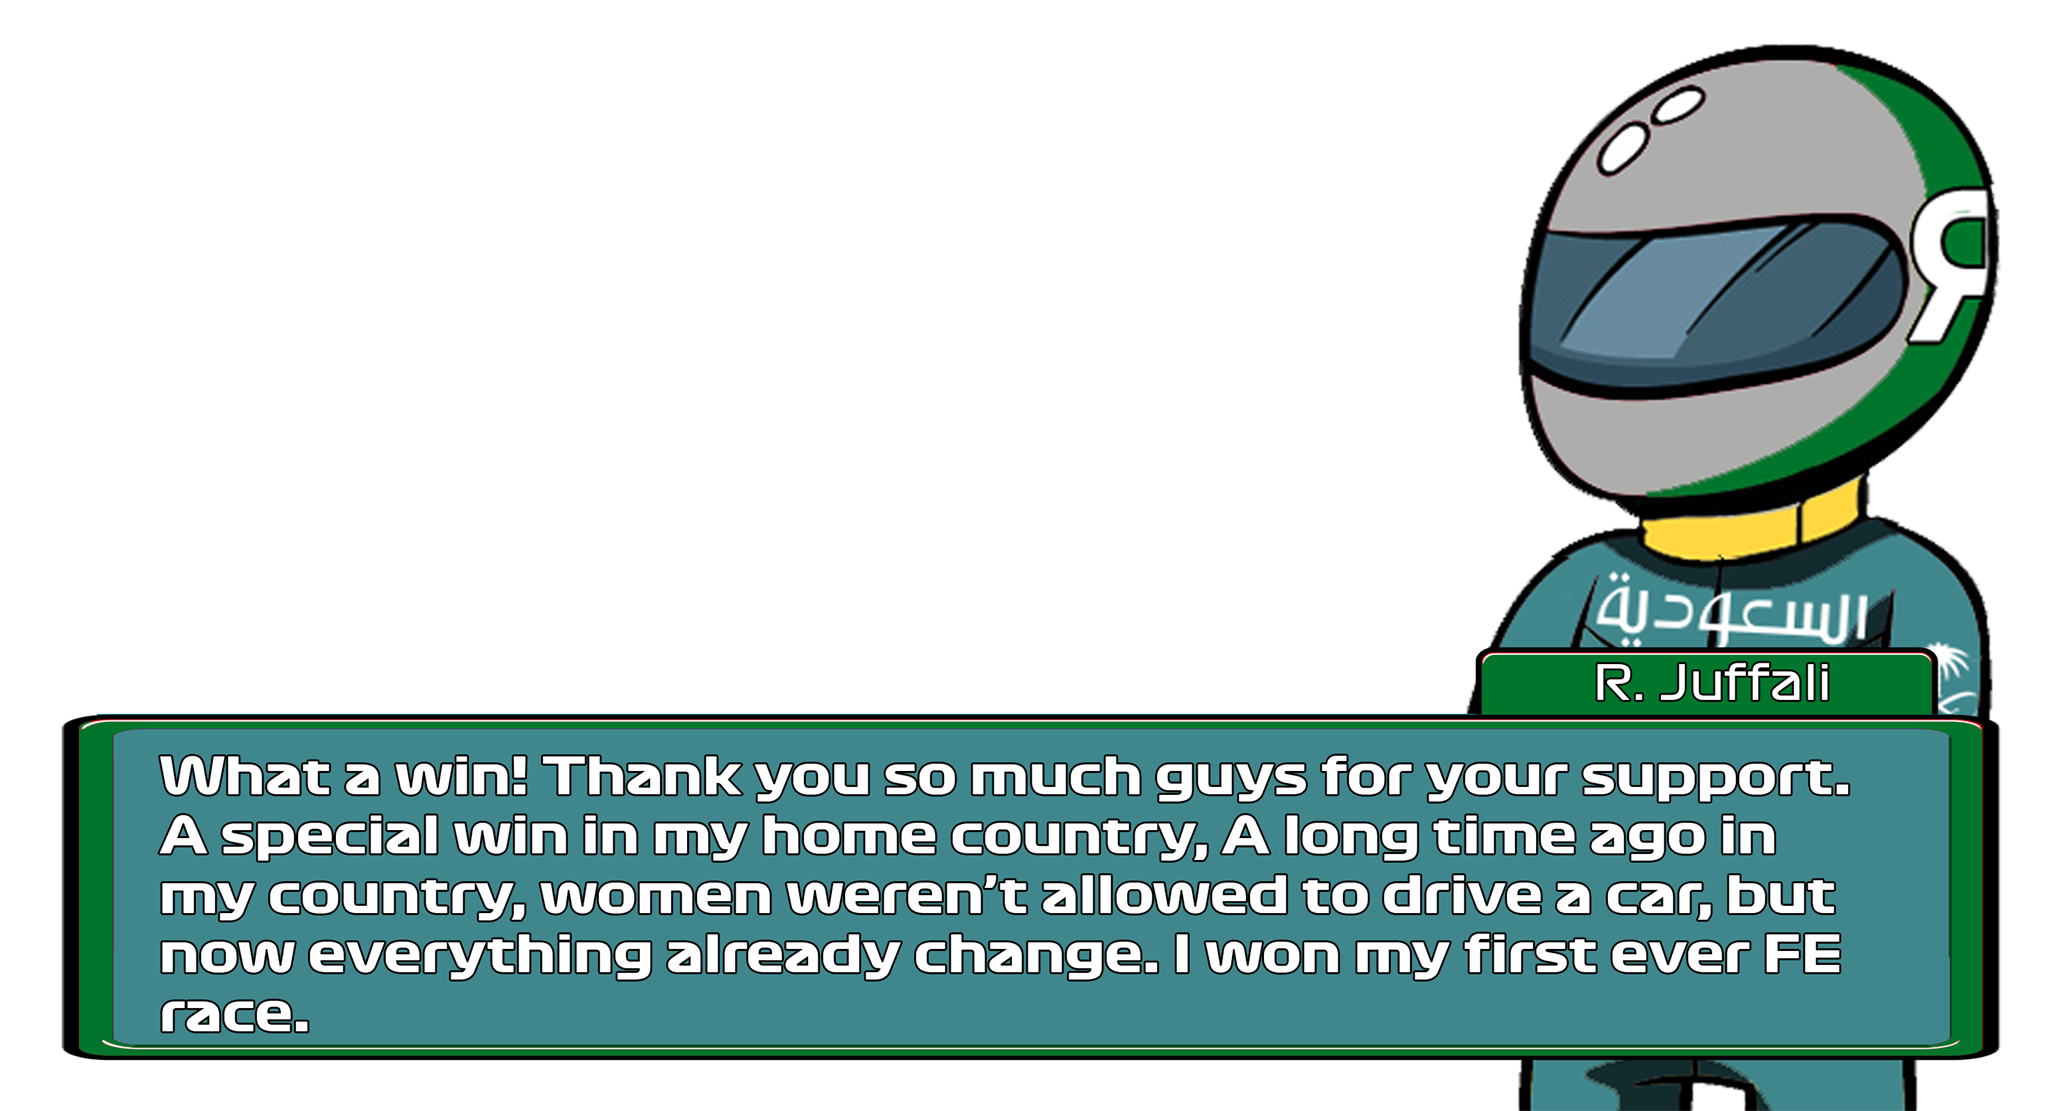 R
السعودية
R. Juffali
What a win! Thank you so much guys for your support.
A special win in my home country, A long time ago in
my country, women weren't allowed to drive a car, but
now everything already change. I won my first ever FE
race.